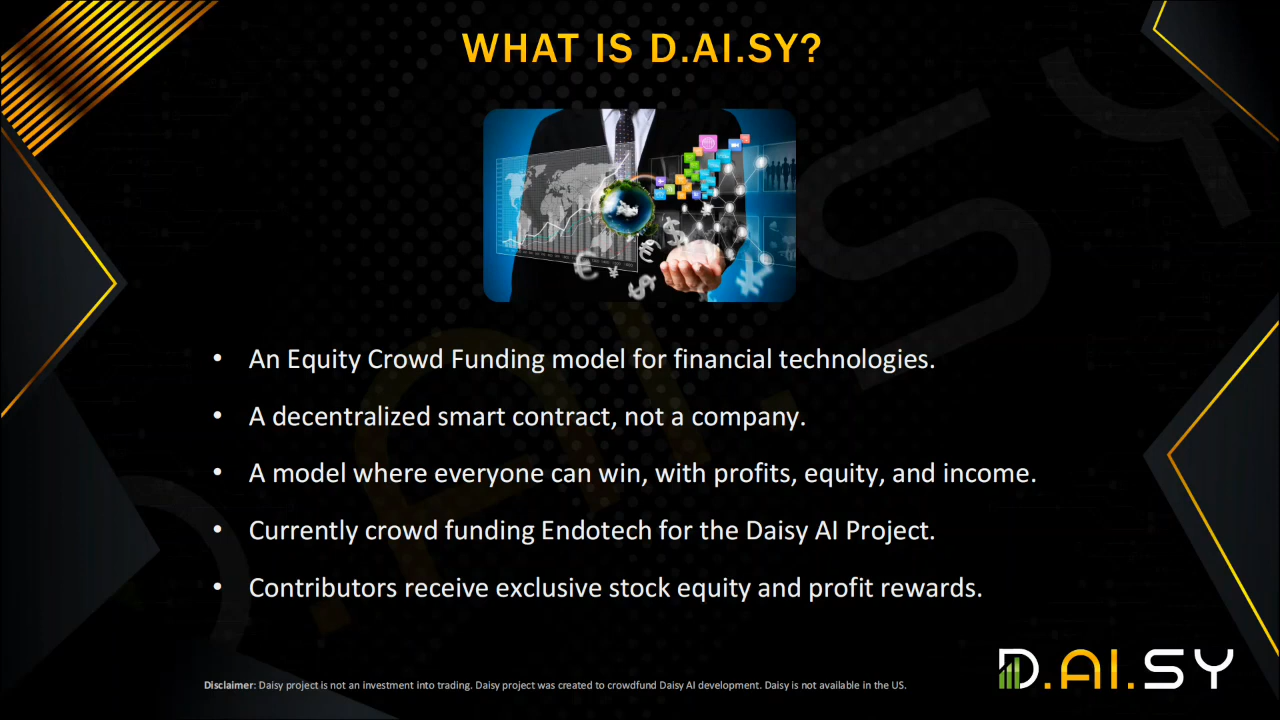 WHAT IS D.AI.SY?
• An Equity Crowd Funding model for financial technologies.
• A decentralized smart contract, not a company.
• A model where everyone can win, with profits, equity, and income.
• Currently crowd funding Endotech for the Daisy AI Project.
• Contributors receive exclusive stock equity and profit rewards.
Disclaimer: Daisy project is not an investment into trading. Daisy project was created to crowdfund Daisy AI development. Daisy is not available in the US.
D.AI.SY